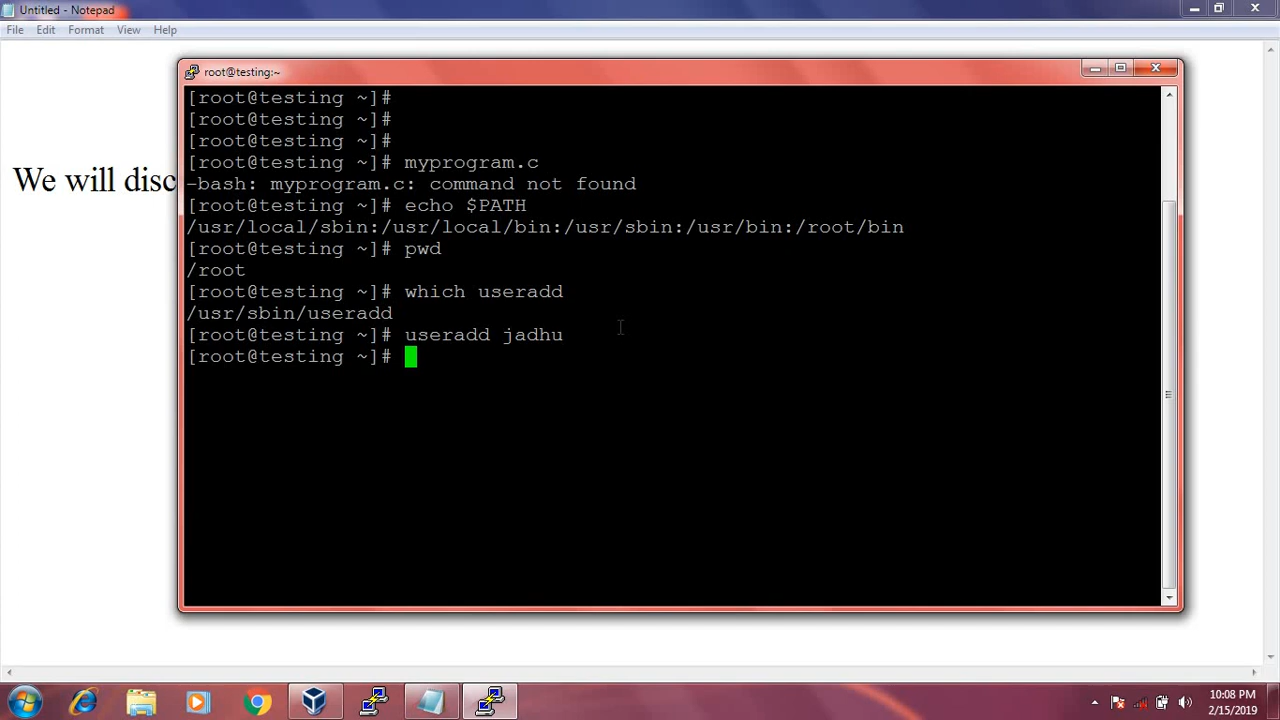 Untitled - Notepad
File Edit Format View Help
We will disc
root@testing:~
[root@testing ~]#
[root@testing ~]#
[root@testing ~]#
[root@testing ~]# myprogram.c
-bash: myprogram.c: command not found
[root@testing ~]# echo $PATH
/usr/local/sbin:/usr/local/bin:/usr/sbin:/usr/bin:/root/bin
[root@testing ~]# pwd
/root
[root@testing ~]# which useradd
/usr/sbin/useradd
[root@testing ~]# useradd jadhu
[root@testing ~]#
10:08 PM
2/15/2019